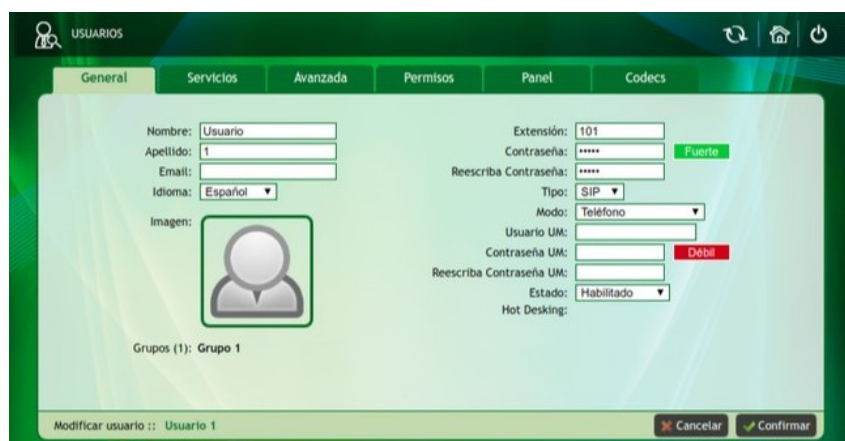 USUARIOS
General Servicios Avanzada Permisos Panel Codecs
Nombre: Usuario
Apellido: 1
Email:
Idioma: Español
Imagen:
Grupos (1): Grupo 1
Extensión: 101
Contraseña: ••••• Fuerte
Reescriba Contraseña: •••••
Tipo: SIP
Modo: Teléfono
Usuario UM:
Contraseña UM: Débil
Reescriba Contraseña UM:
Estado: Habilitado
Hot Desking:
Modificar usuario :: Usuario 1 Cancelar Confirmar